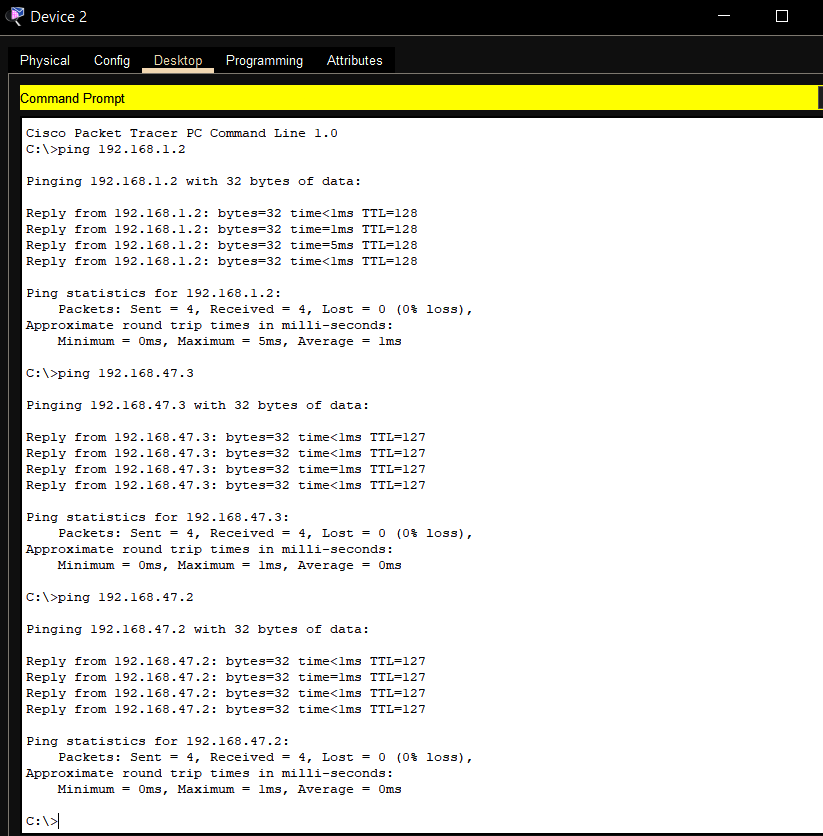 Device 2
Physical Config Desktop Programming Attributes
Command Prompt
Cisco Packet Tracer PC Command Line 1.0
C:\>ping 192.168.1.2
Pinging 192.168.1.2 with 32 bytes of data:
Reply from 192.168.1.2: bytes=32 time<1ms TTL=128
Reply from 192.168.1.2: bytes=32 time=1ms TTL=128
Reply from 192.168.1.2: bytes=32 time=5ms TTL=128
Reply from 192.168.1.2: bytes=32 time<1ms TTL=128
Ping statistics for 192.168.1.2:
    Packets: Sent = 4, Received = 4, Lost = 0 (0% loss),
Approximate round trip times in milli-seconds:
    Minimum = 0ms, Maximum = 5ms, Average = 1ms
C:\>ping 192.168.47.3
Pinging 192.168.47.3 with 32 bytes of data:
Reply from 192.168.47.3: bytes=32 time<1ms TTL=127
Reply from 192.168.47.3: bytes=32 time<1ms TTL=127
Reply from 192.168.47.3: bytes=32 time=1ms TTL=127
Reply from 192.168.47.3: bytes=32 time<1ms TTL=127
Ping statistics for 192.168.47.3:
    Packets: Sent = 4, Received = 4, Lost = 0 (0% loss),
Approximate round trip times in milli-seconds:
    Minimum = 0ms, Maximum = 1ms, Average = 0ms
C:\>ping 192.168.47.2
Pinging 192.168.47.2 with 32 bytes of data:
Reply from 192.168.47.2: bytes=32 time<1ms TTL=127
Reply from 192.168.47.2: bytes=32 time=1ms TTL=127
Reply from 192.168.47.2: bytes=32 time<1ms TTL=127
Reply from 192.168.47.2: bytes=32 time<1ms TTL=127
Ping statistics for 192.168.47.2:
    Packets: Sent = 4, Received = 4, Lost = 0 (0% loss),
Approximate round trip times in milli-seconds:
    Minimum = 0ms, Maximum = 1ms, Average = 0ms
C:\>